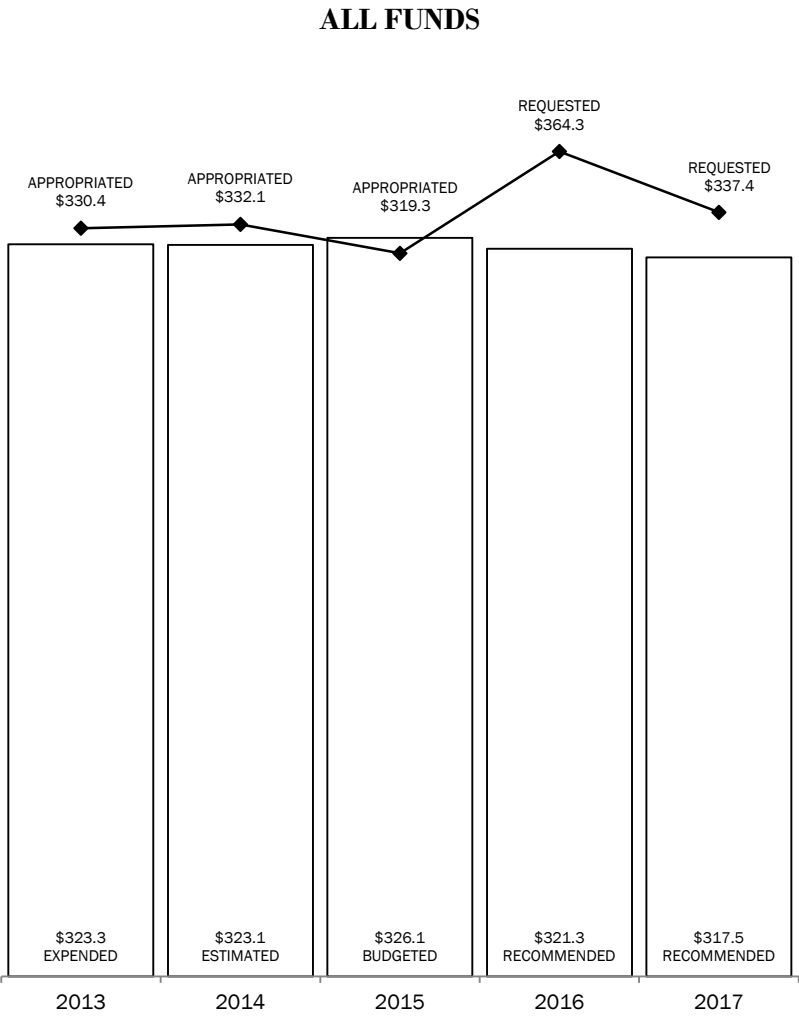 ALL FUNDS
REQUESTED
$364.3
REQUESTED
$337.4
APPROPRIATED
$330.4
APPROPRIATED
$332.1
APPROPRIATED
$319.3
$323.3
EXPENDED
$323.1
ESTIMATED
$326.1
BUDGETED
$321.3
RECOMMENDED
$317.5
RECOMMENDED
2013
2014
2015
2016
2017